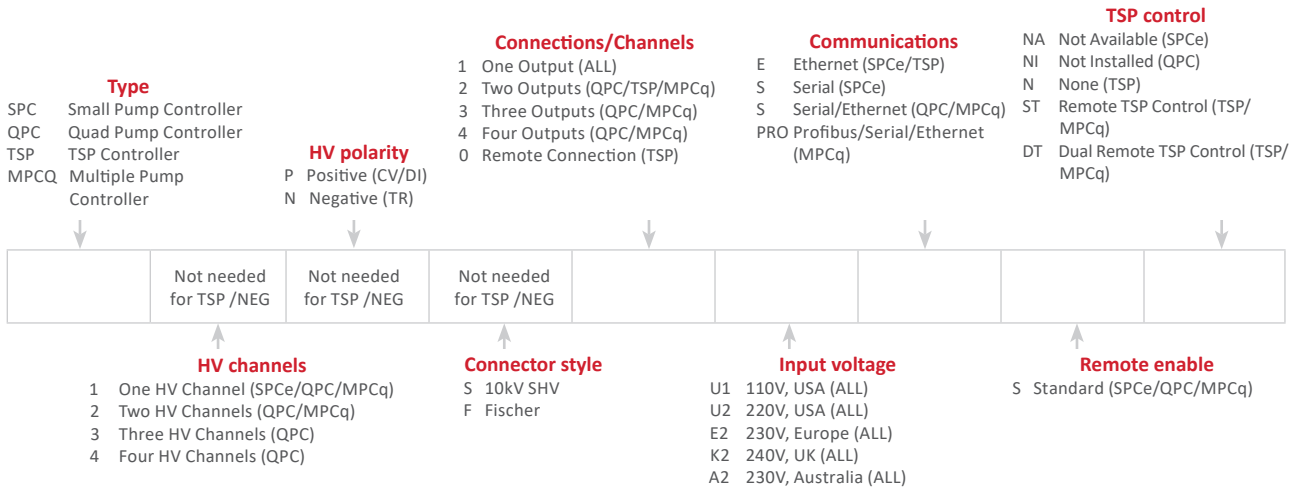 Type
SPC Small Pump Controller
QPC Quad Pump Controller
TSP TSP Controller
MPCQ Multiple Pump
Controller
HV polarity
P Positive (CV/DI)
N Negative (TR)
Connections/Channels
1 One Output (ALL)
2 Two Outputs (QPC/TSP/MPCq)
3 Three Outputs (QPC/MPCq)
4 Four Outputs (QPC/MPCq)
0 Remote Connection (TSP)
Communications
E Ethernet (SPCe/TSP)
S Serial (SPCe)
S Serial/Ethernet (QPC/MPCq)
PRO Profibus/Serial/Ethernet
(MPCq)
TSP control
NA Not Available (SPCe)
NI Not Installed (QPC)
N None (TSP)
ST Remote TSP Control (TSP/
MPCq)
DT Dual Remote TSP Control (TSP/
MPCq)
Not needed
for TSP /NEG
Not needed
for TSP /NEG
Not needed
for TSP /NEG
HV channels
1 One HV Channel (SPCe/QPC/MPCq)
2 Two HV Channels (QPC/MPCq)
3 Three HV Channels (QPC)
4 Four HV Channels (QPC)
Connector style
S 10kV SHV
F Fischer
Input voltage
U1 110V, USA (ALL)
U2 220V, USA (ALL)
E2 230V, Europe (ALL)
K2 240V, UK (ALL)
A2 230V, Australia (ALL)
Remote enable
S Standard (SPCe/QPC/MPCq)